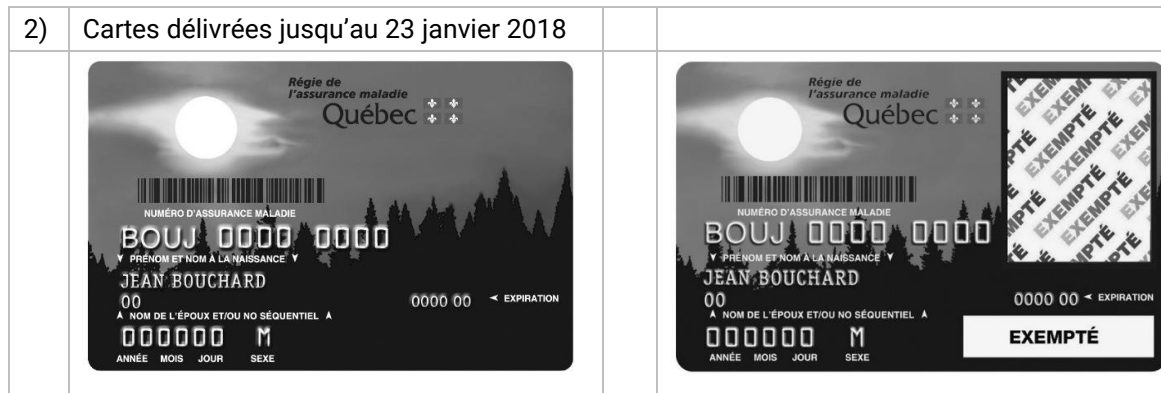 2) Cartes délivrées jusqu’au 23 janvier 2018
Régie de
l'assurance maladie
Québec
NUMÉRO D'ASSURANCE MALADIE
BOUJ 0000 0000
PRÉNOM ET NOM À LA NAISSANCE
JEAN BOUCHARD
00
0000 00 EXPIRATION
NOM DE L'ÉPOUX ET/OU NO SÉQUENTIEL
000000 M
ANNÉE MOIS JOUR SEXE
Régie de
l'assurance maladie
Québec
EXEMPTÉ EXEMPTÉ EXEMPTÉ
NUMÉRO D'ASSURANCE MALADIE
BOUJ 0000 0000
PRÉNOM ET NOM À LA NAISSANCE
JEAN BOUCHARD
00
0000 00 EXPIRATION
NOM DE L'ÉPOUX ET/OU NO SÉQUENTIEL
000000 M
EXEMPTÉ
ANNÉE MOIS JOUR SEXE